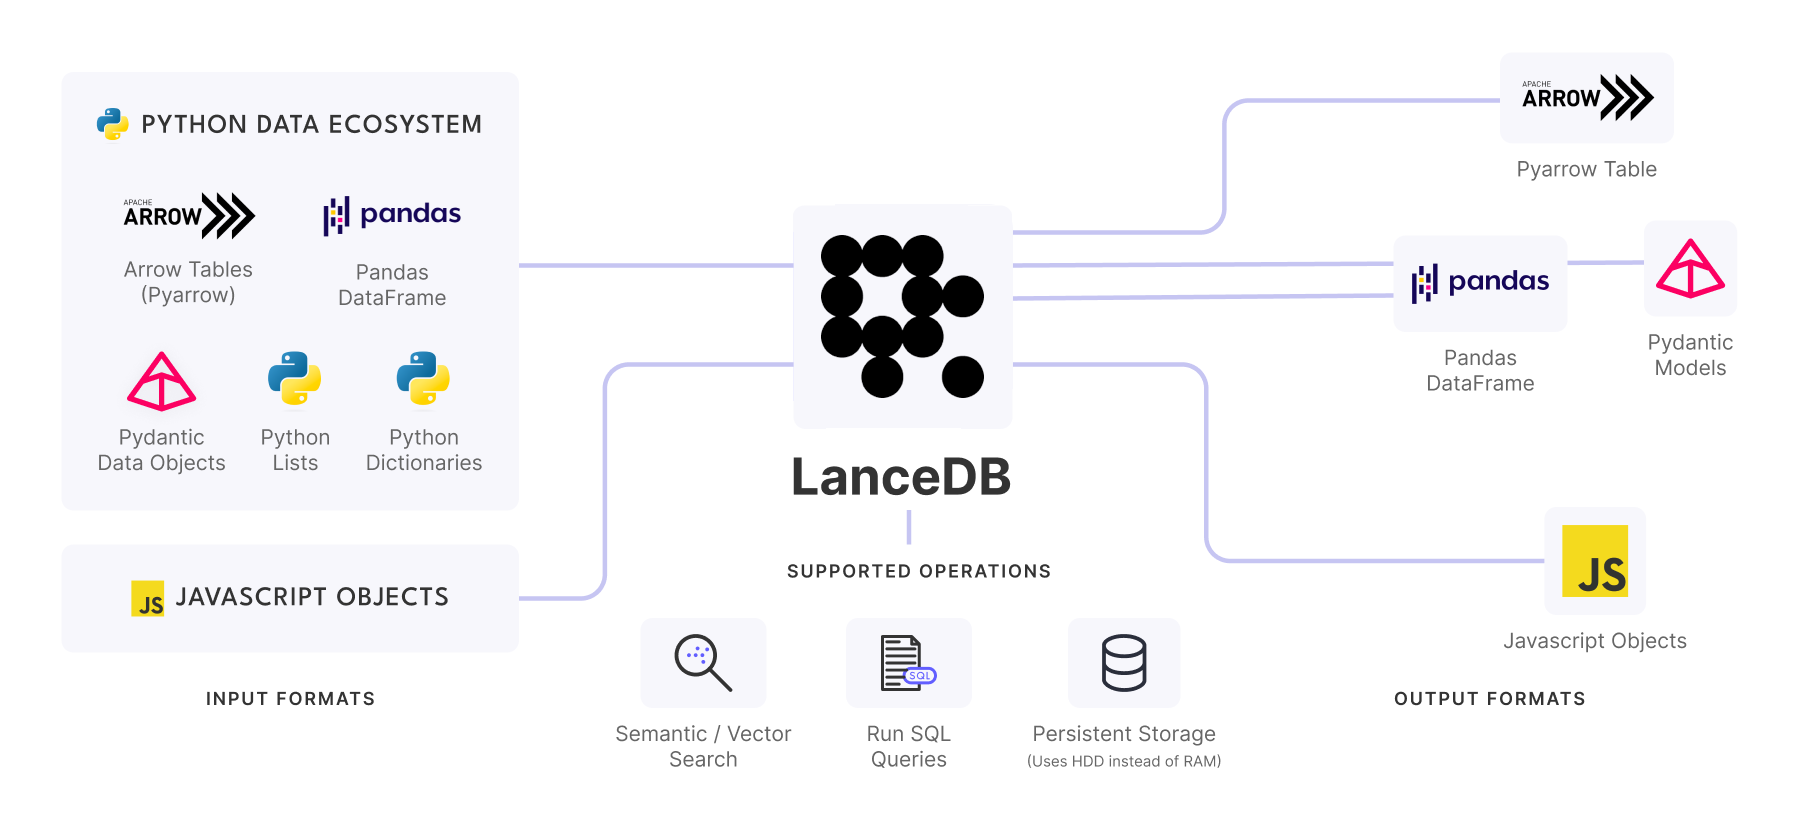 PYTHON DATA ECOSYSTEM
APACHE
ARROW
Arrow Tables
(Pyarrow)
pandas
Pandas
DataFrame
Pydantic
Data Objects
Python
Lists
Python
Dictionaries
JS JAVASCRIPT OBJECTS
INPUT FORMATS
LanceDB
SUPPORTED OPERATIONS
Semantic / Vector
Search
SQL
Run SQL
Queries
Persistent Storage
(Uses HDD instead of RAM)
APACHE
ARROW
Pyarrow Table
pandas
Pandas
DataFrame
Pydantic
Models
JS
Javascript Objects
OUTPUT FORMATS